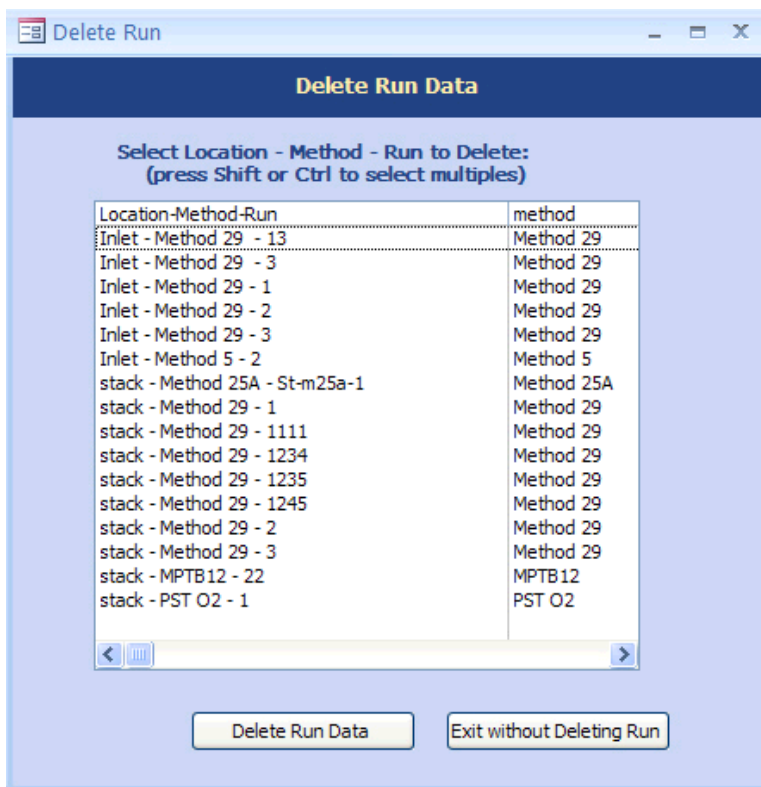 Delete Run
Delete Run Data
Select Location - Method - Run to Delete:
(press Shift or Ctrl to select multiples)
Location-Method-Run method
Inlet - Method 29  - 13 Method 29
Inlet - Method 29  - 3 Method 29
Inlet - Method 29 - 1 Method 29
Inlet - Method 29 - 2 Method 29
Inlet - Method 29 - 3 Method 29
Inlet - Method 5 - 2 Method 5
stack - Method 25A - St-m25a-1 Method 25A
stack - Method 29 - 1 Method 29
stack - Method 29 - 1111 Method 29
stack - Method 29 - 1234 Method 29
stack - Method 29 - 1235 Method 29
stack - Method 29 - 1245 Method 29
stack - Method 29 - 2 Method 29
stack - Method 29 - 3 Method 29
stack - MPTB12 - 22 MPTB12
stack - PST O2 - 1 PST O2
Delete Run Data Exit without Deleting Run